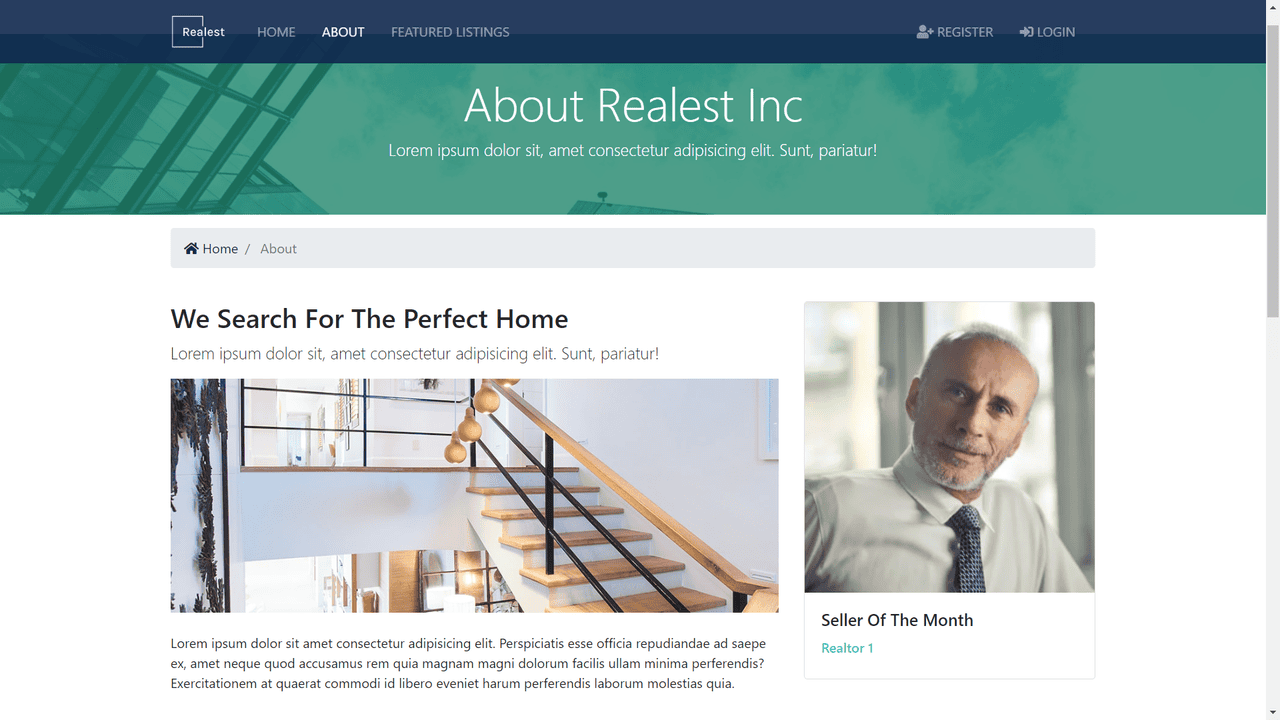 Realest HOME ABOUT FEATURED LISTINGS REGISTER LOGIN
About Realest Inc
Lorem ipsum dolor sit, amet consectetur adipisicing elit. Sunt, pariatur!
Home / About
We Search For The Perfect Home
Lorem ipsum dolor sit, amet consectetur adipisicing elit. Sunt, pariatur!
Lorem ipsum dolor sit amet consectetur adipisicing elit. Perspiciatis esse officia repudiandae ad saepe
ex, amet neque quod accusamus rem quia magnam magni dolorum facilis ullam minima perferendis?
Exercitationem at quaerat commodi id libero eveniet harum perferendis laborum molestias quia.
Seller Of The Month
Realtor 1